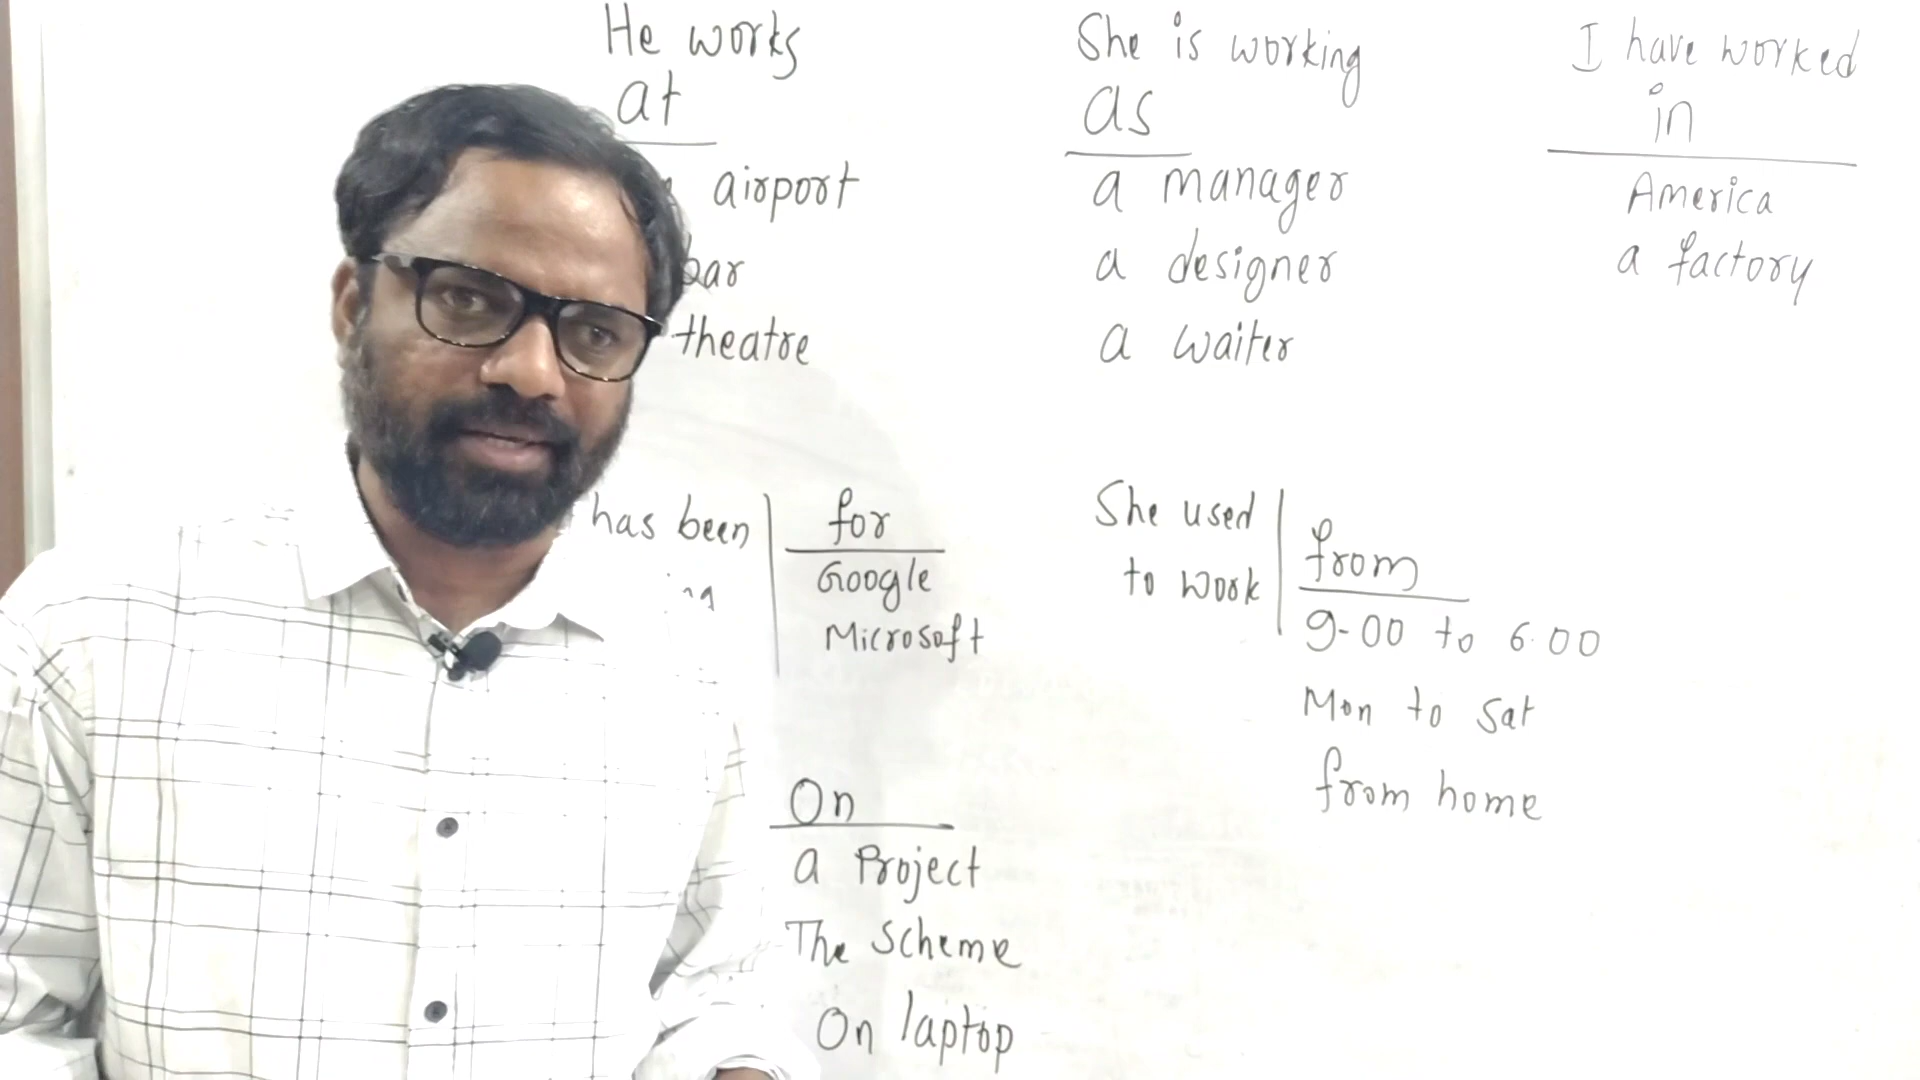 He works
at
airport
bar
theatre
She is working
as
a manager
a designer
a waiter
I have worked
in
America
a factory
has been
for
Google
Microsoft
She used
to work
from
9-00 to 6.00
Mon to Sat
from home
On
a Project
The Scheme
On laptop